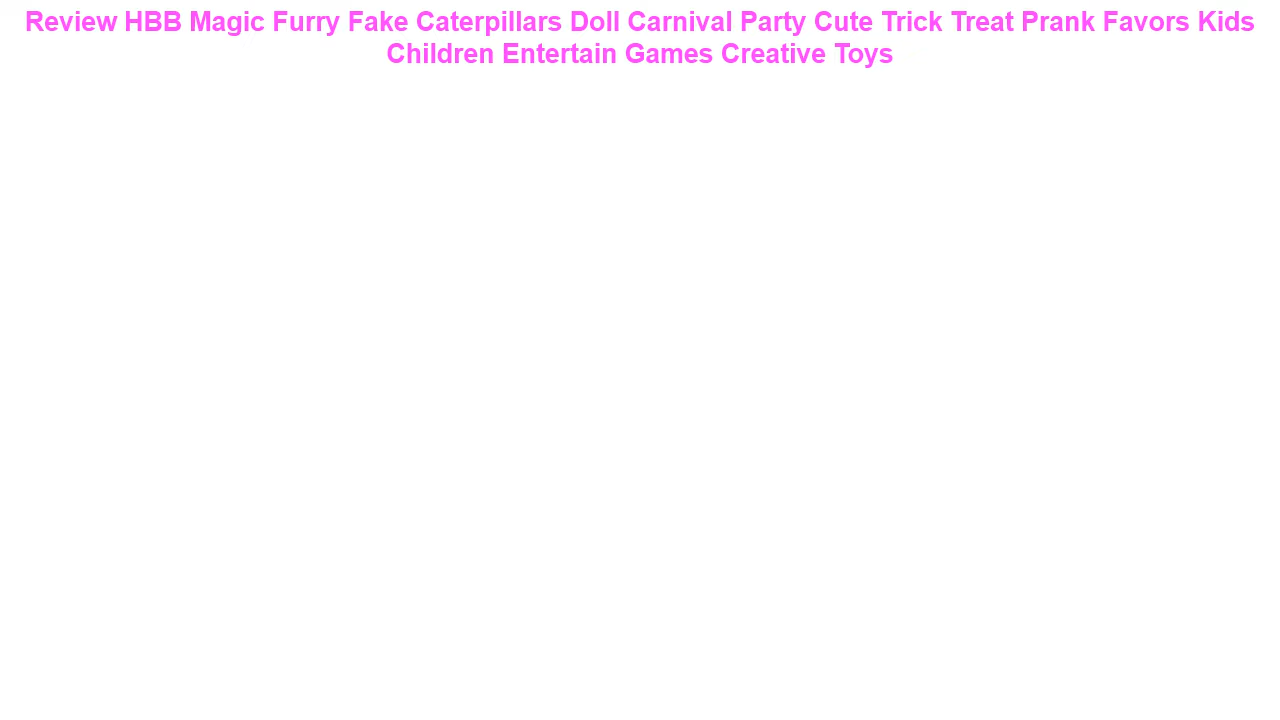 Review HBB Magic Furry Fake Caterpillars Doll Carnival Party Cute Trick Treat Prank Favors Kids
Children Entertain Games Creative Toys